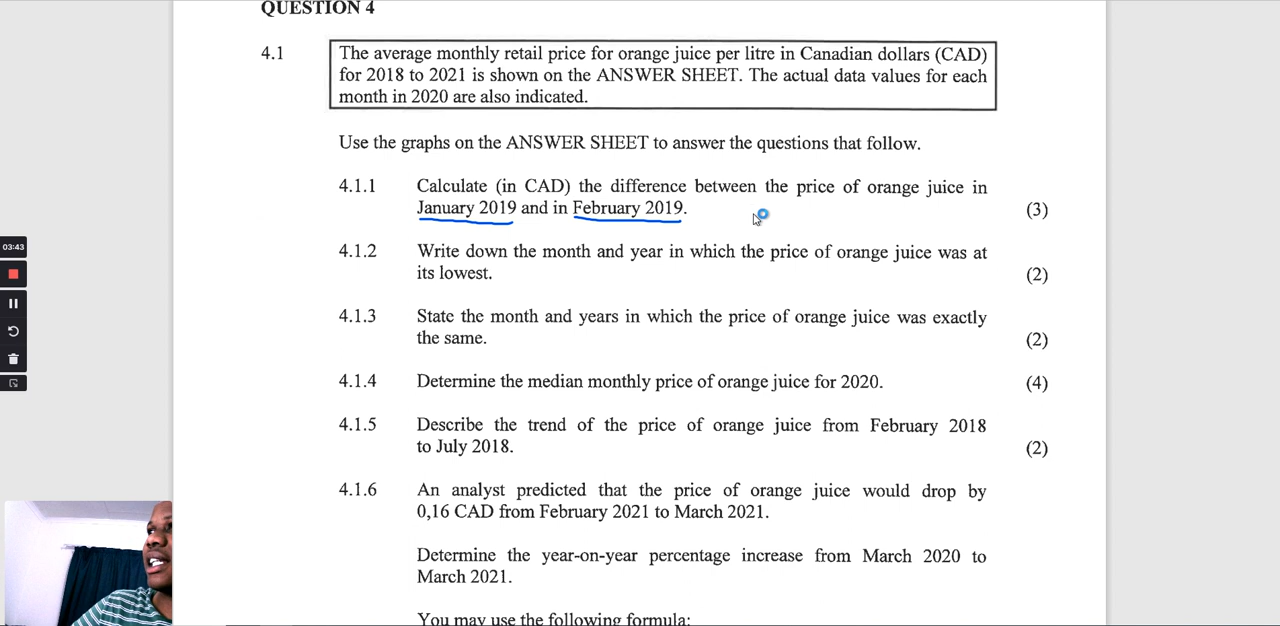 QUESTION 4
4.1
The average monthly retail price for orange juice per litre in Canadian dollars (CAD)
for 2018 to 2021 is shown on the ANSWER SHEET. The actual data values for each
month in 2020 are also indicated.
Use the graphs on the ANSWER SHEET to answer the questions that follow.
4.1.1 Calculate (in CAD) the difference between the price of orange juice in
January 2019 and in February 2019. (3)
4.1.2 Write down the month and year in which the price of orange juice was at
its lowest. (2)
4.1.3 State the month and years in which the price of orange juice was exactly
the same. (2)
4.1.4 Determine the median monthly price of orange juice for 2020. (4)
4.1.5 Describe the trend of the price of orange juice from February 2018
to July 2018. (2)
4.1.6 An analyst predicted that the price of orange juice would drop by
0,16 CAD from February 2021 to March 2021.
Determine the year-on-year percentage increase from March 2020 to
March 2021.
You may use the following formula:
03:43